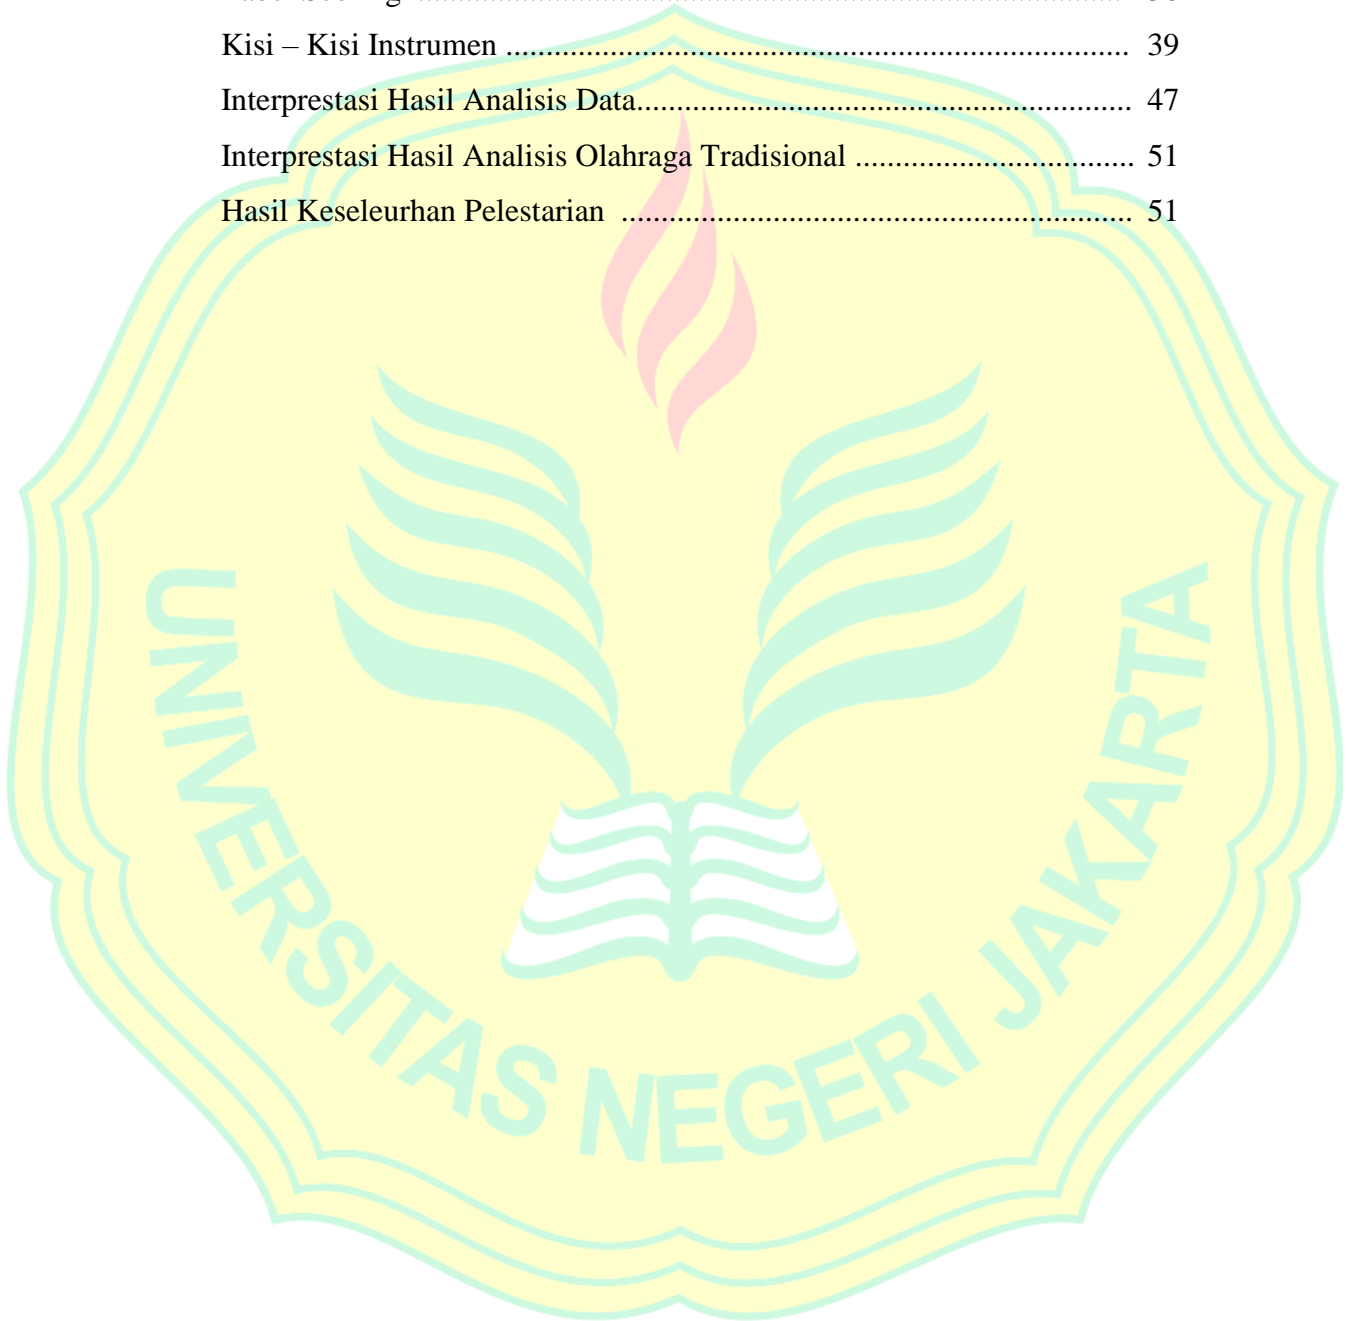 Kisi – Kisi Instrumen ............................................................................... 39
Interprestasi Hasil Analisis Data............................................................... 47
Interprestasi Hasil Analisis Olahraga Tradisional ................................... 51
Hasil Keseleurhan Pelestarian .................................................................. 51
UNIVERSITAS NEGERI JAKARTA